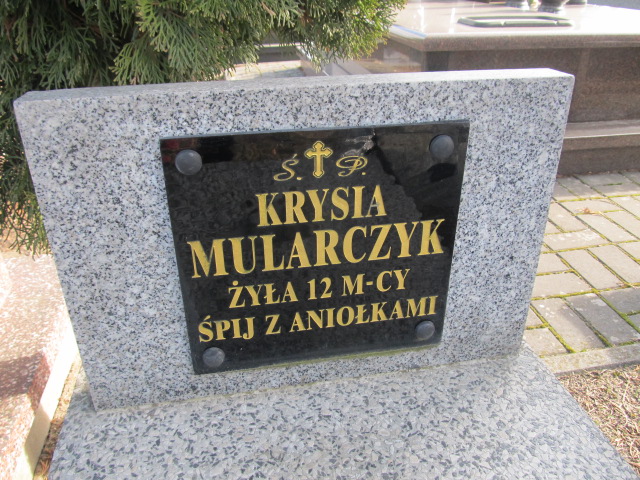 Ś. P.
KRYSIA
MULARCZYK
ŻYŁA 12 M-CY
ŚPIJ Z ANIOŁKAMI